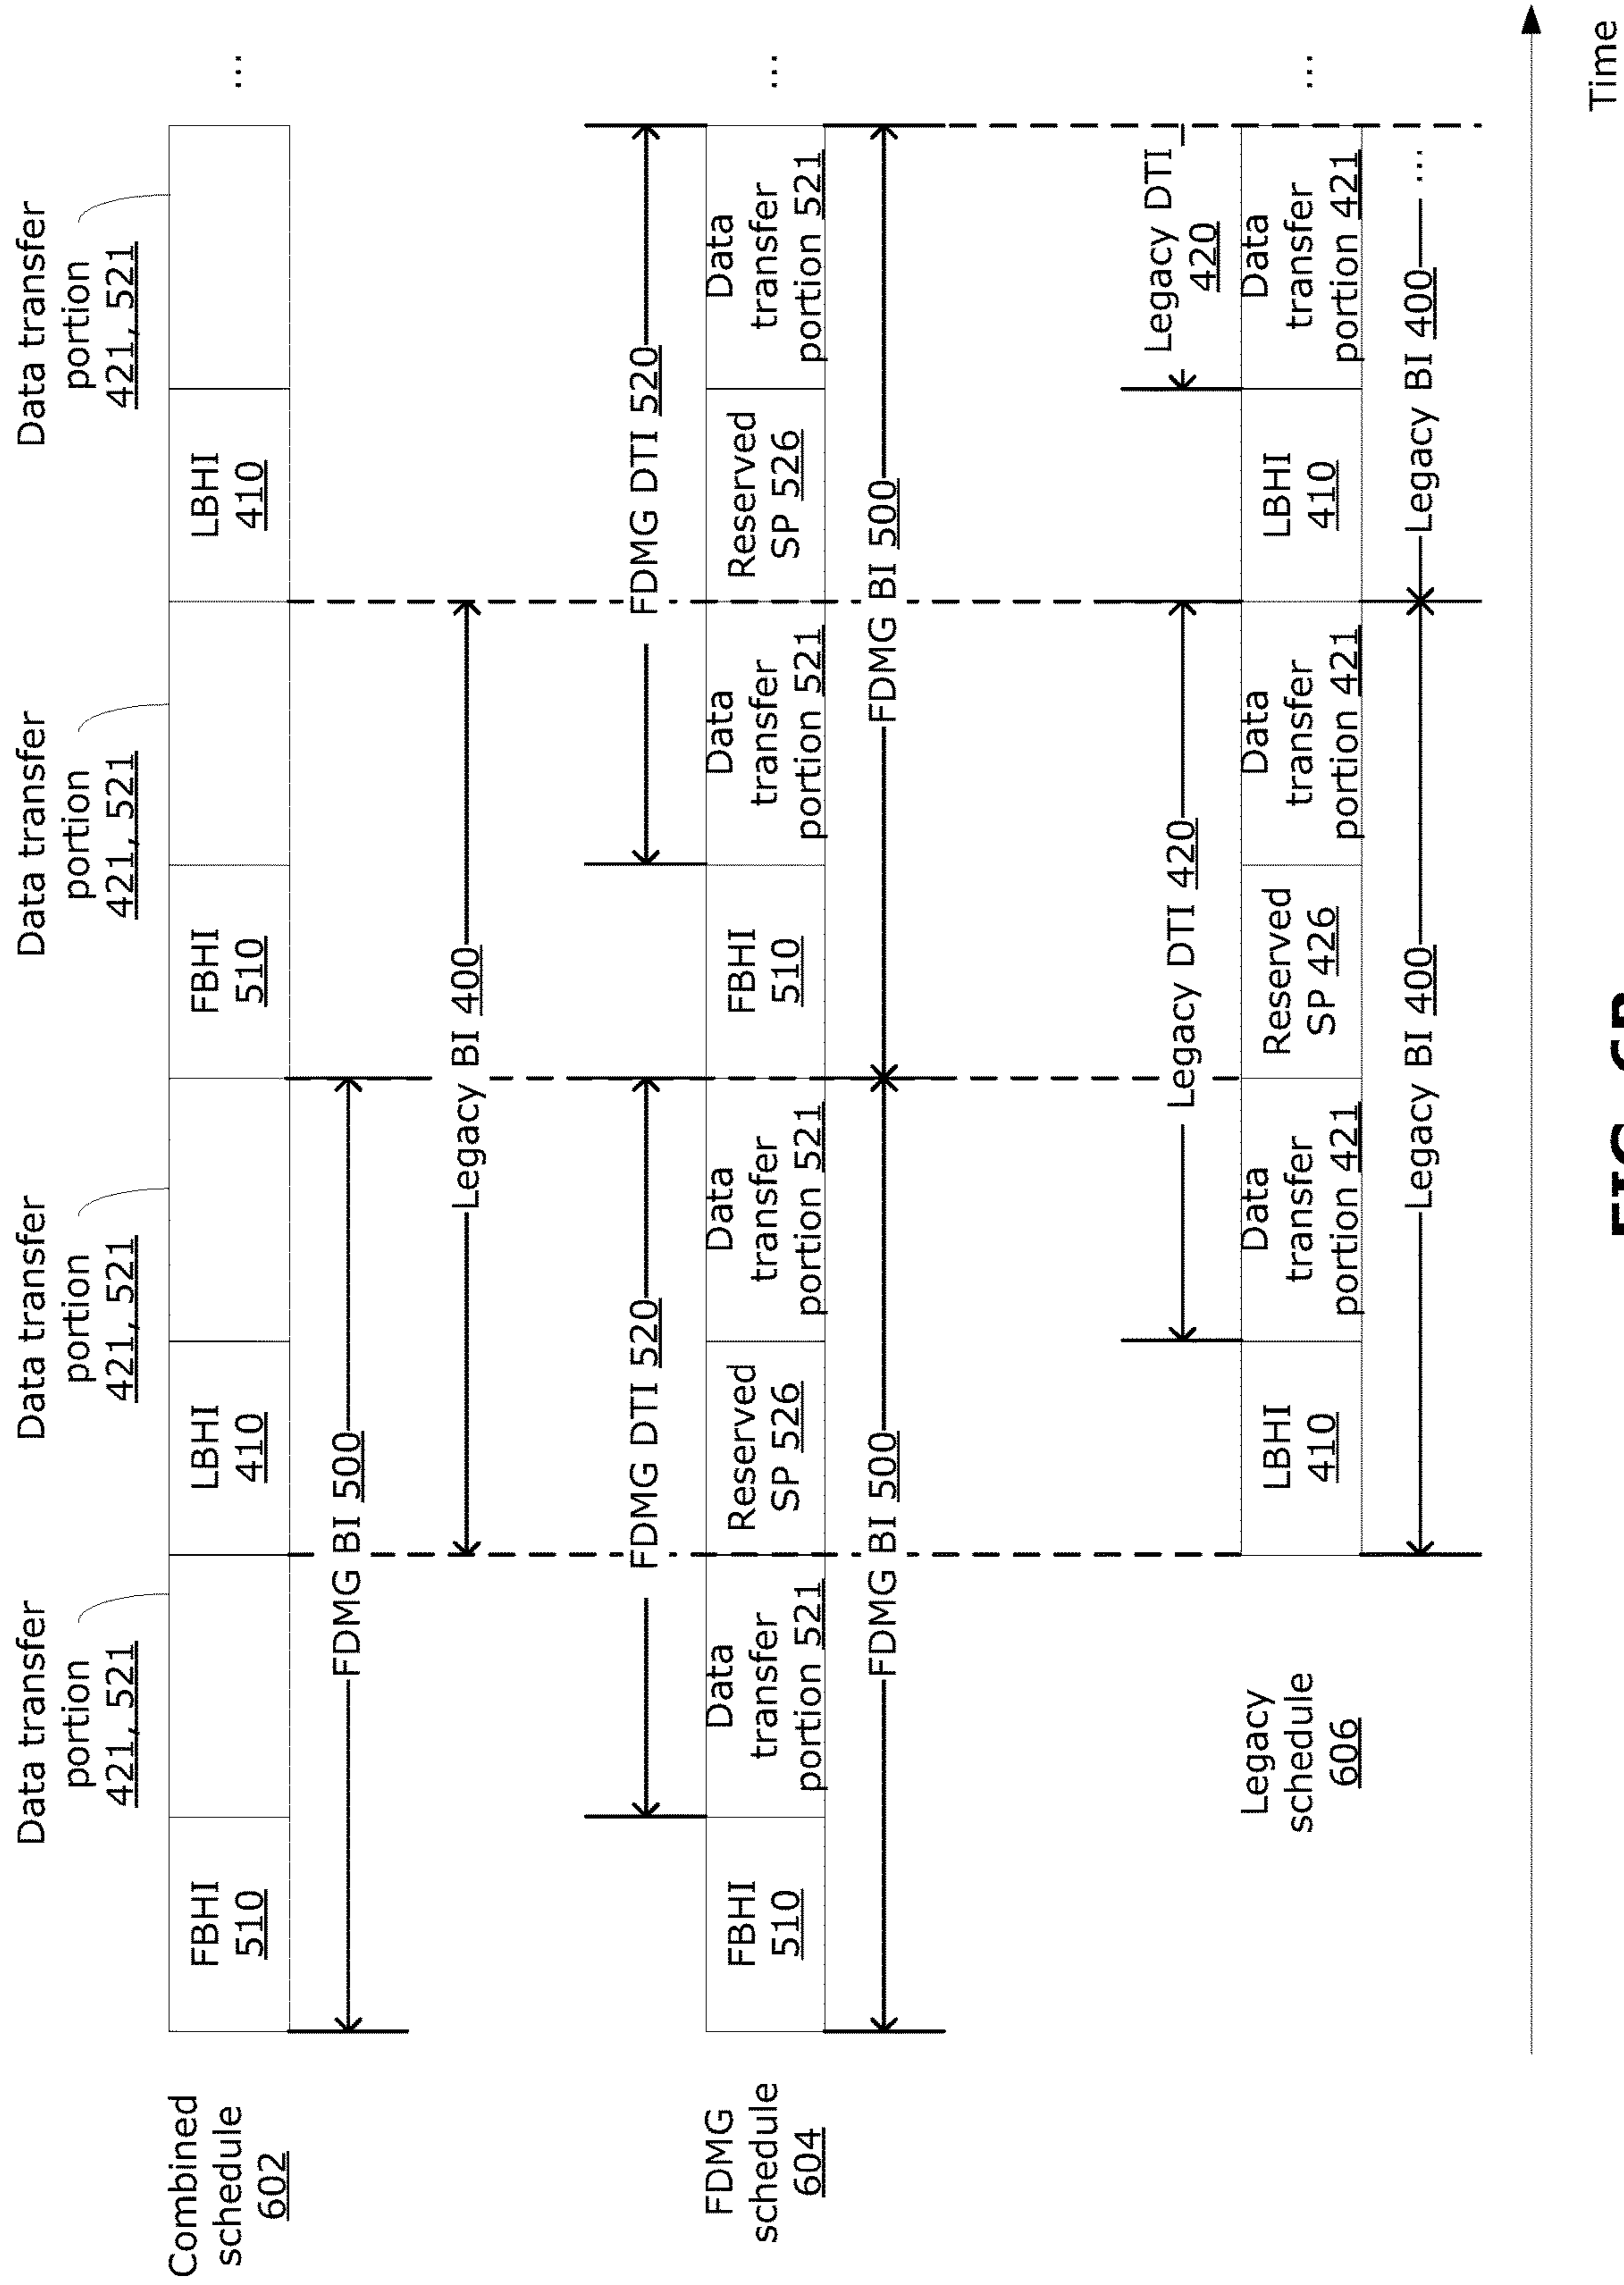 Data transfer
portion
421, 521
Data transfer
portion
421, 521
Data transfer
portion
421, 521
Data transfer
portion
421, 521
Combined
schedule
602
FBHI
510
LBHI
410
FBHI
510
LBHI
410
...
FDMG BI 500
Legacy BI 400
FDMG DTI 520
FDMG DTI 520
FDMG
schedule
604
FBHI
510
Data
transfer
portion 521
Reserved
SP 526
Data
transfer
portion 521
FBHI
510
Data
transfer
portion 521
Reserved
SP 526
Data
transfer
portion 521
...
FDMG BI 500
FDMG BI 500
Legacy DTI 420
Legacy DTI
420
Legacy
schedule
606
LBHI
410
Data
transfer
portion 421
Reserved
SP 426
Data
transfer
portion 421
LBHI
410
Data
transfer
portion 421
...
Legacy BI 400
Legacy BI 400
...
Time